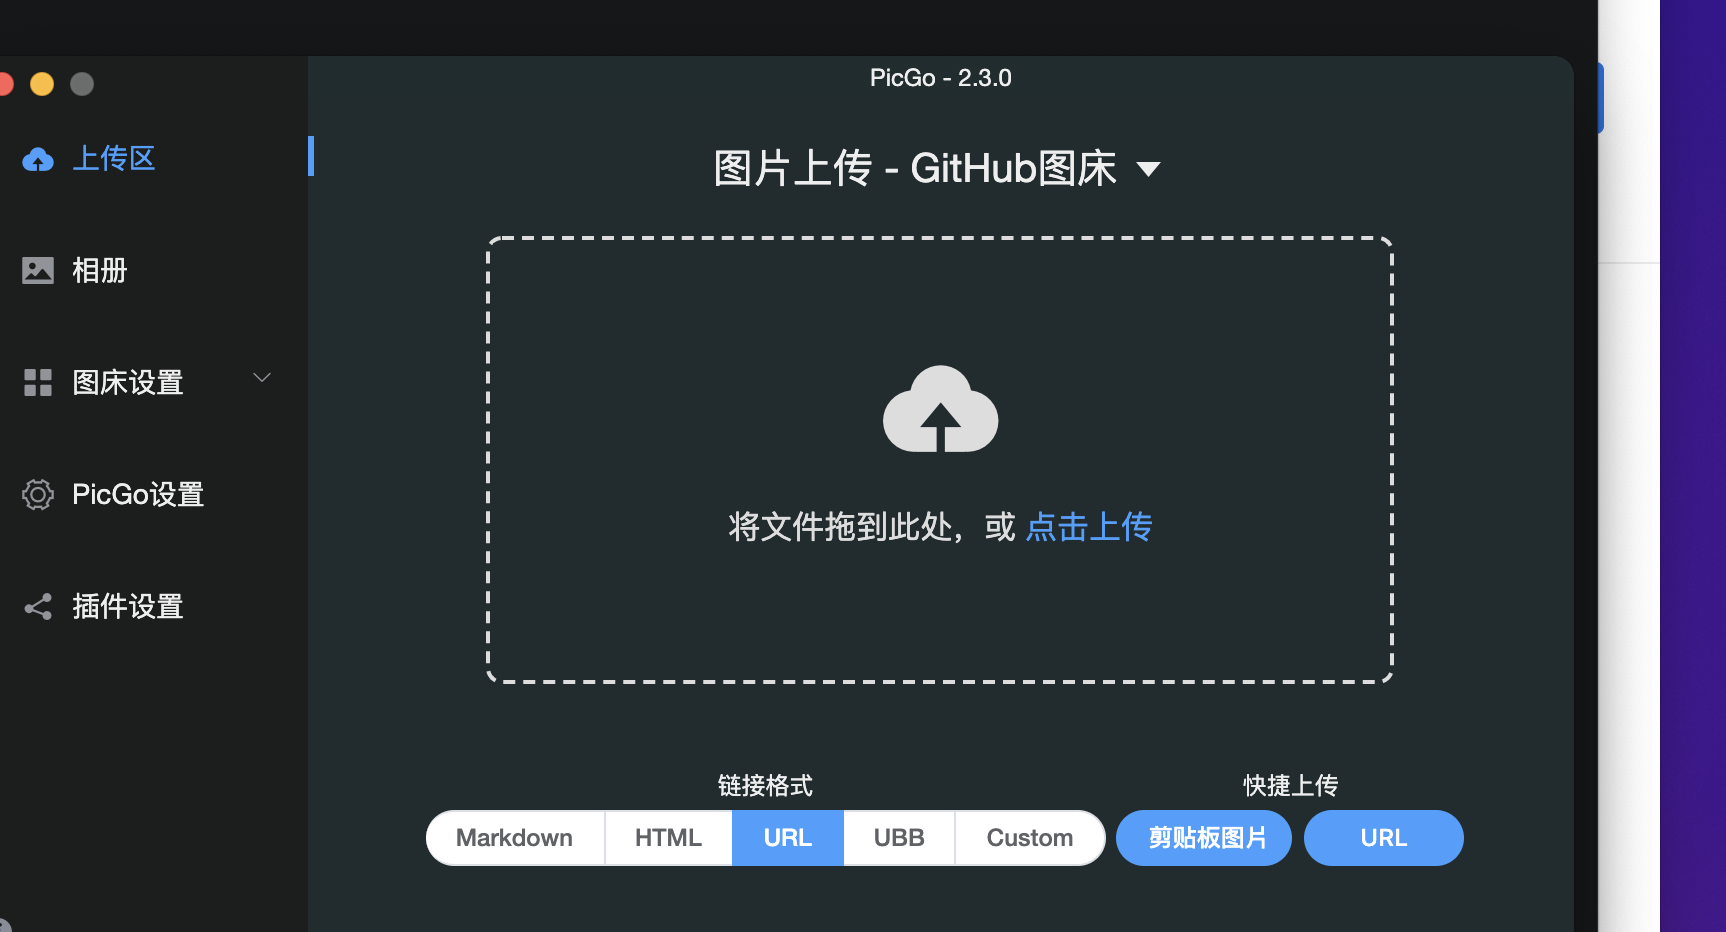 PicGo - 2.3.0
上传区
相册
图床设置
PicGo设置
插件设置
图片上传 - GitHub图床
将文件拖到此处，或 点击上传
链接格式
Markdown HTML URL UBB Custom
快捷上传
剪贴板图片 URL